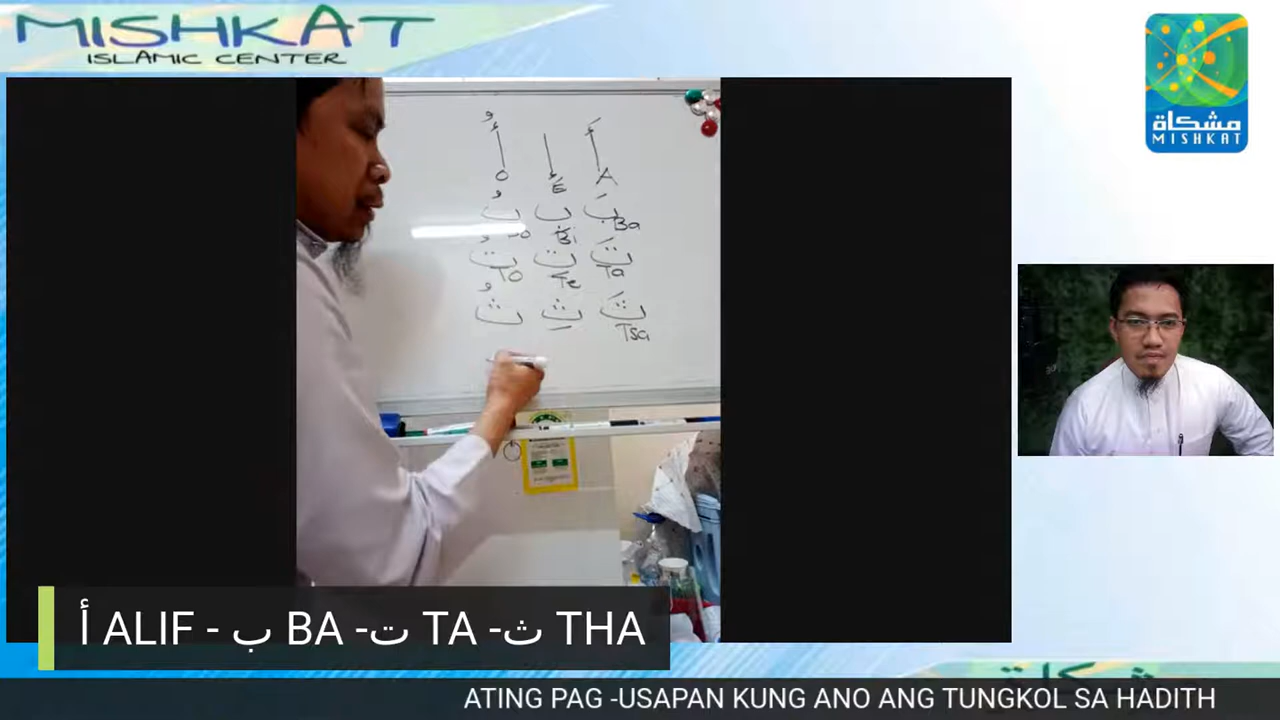 MISHKAT
ISLAMIC CENTER
مشكاة
MISHKAT
أَ إِ أُ
A E O
بَ بِ بُ
Ba Bi
تَ تِ تُ
Ta Te To
ثَ ثِ ثُ
Tsa
أ ALIF - ب BA -ت TA -ث THA
ATING PAG -USAPAN KUNG ANO ANG TUNGKOL SA HADITH